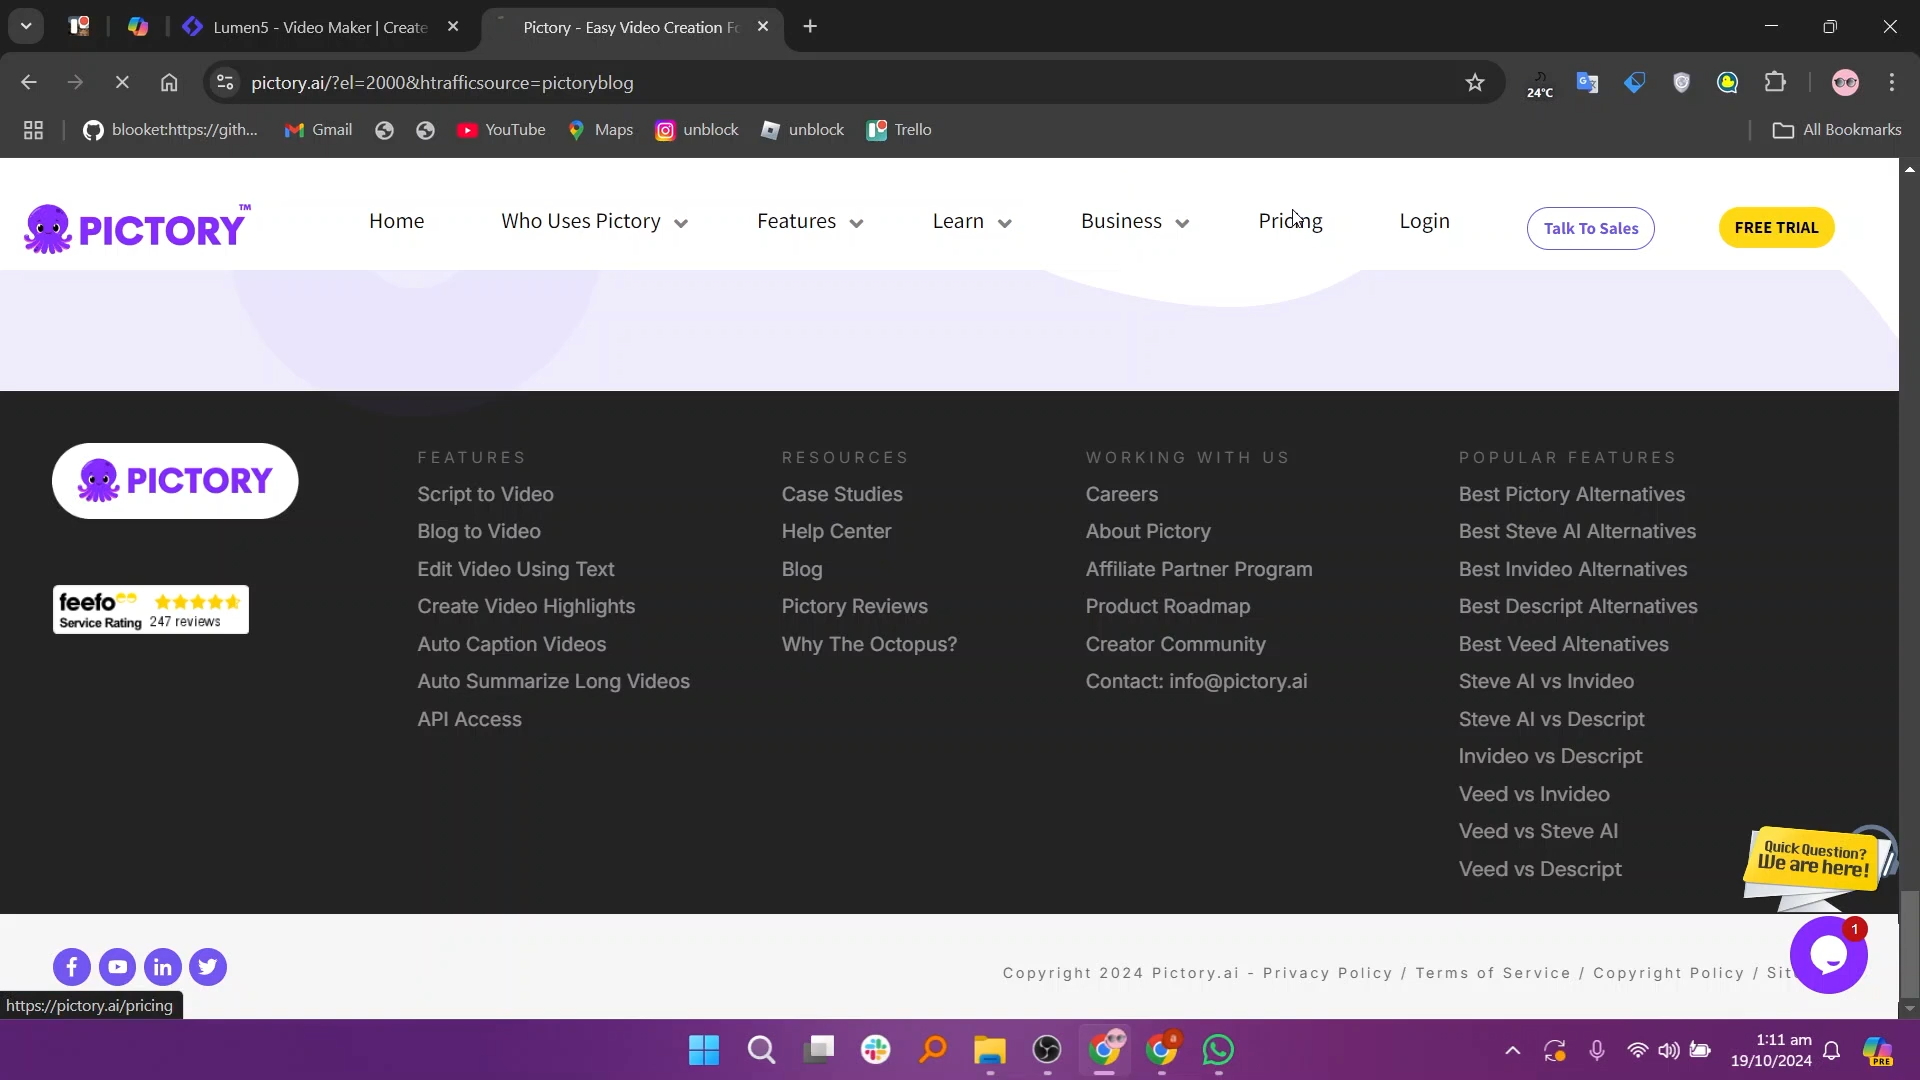 Lumen5 - Video Maker | Create
Pictory - Easy Video Creation Fo
pictory.ai/?el=2000&htrafficsource=pictoryblog
24°C
blooket:https://gith...
Gmail
YouTube
Maps
unblock
unblock
Trello
All Bookmarks
PICTORY™
Home
Who Uses Pictory
Features
Learn
Business
Pricing
Login
Talk To Sales
FREE TRIAL
PICTORY
feefo
Service Rating 247 reviews
FEATURES
Script to Video
Blog to Video
Edit Video Using Text
Create Video Highlights
Auto Caption Videos
Auto Summarize Long Videos
API Access
RESOURCES
Case Studies
Help Center
Blog
Pictory Reviews
Why The Octopus?
WORKING WITH US
Careers
About Pictory
Affiliate Partner Program
Product Roadmap
Creator Community
Contact: info@pictory.ai
POPULAR FEATURES
Best Pictory Alternatives
Best Steve AI Alternatives
Best Invideo Alternatives
Best Descript Alternatives
Best Veed Altenatives
Steve AI vs Invideo
Steve AI vs Descript
Invideo vs Descript
Veed vs Invideo
Veed vs Steve AI
Veed vs Descript
Quick Question?
We are here!
1
Copyright 2024 Pictory.ai - Privacy Policy / Terms of Service / Copyright Policy / Sit
https://pictory.ai/pricing
1:11 am
19/10/2024
PRE